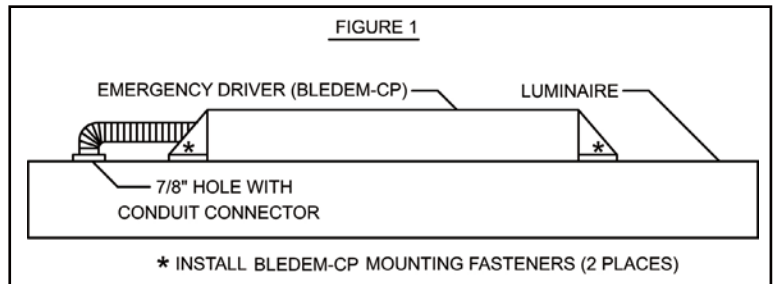 FIGURE 1
EMERGENCY DRIVER (BLEDEM-CP)
LUMINAIRE
*
*
7/8" HOLE WITH
CONDUIT CONNECTOR
* INSTALL BLEDEM-CP MOUNTING FASTENERS (2 PLACES)